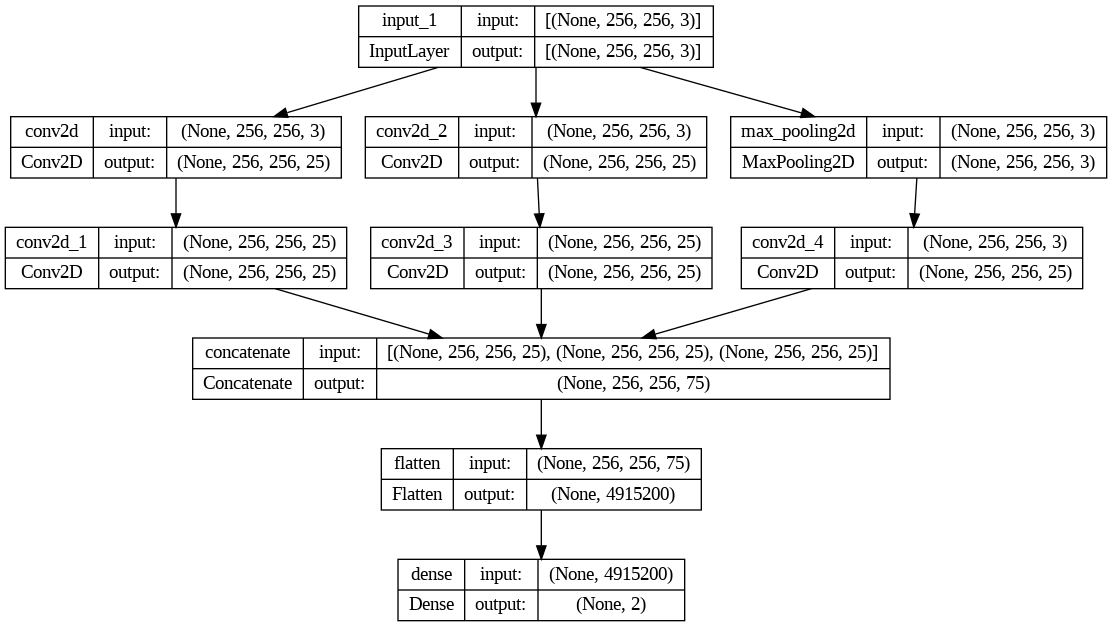 input_1 input: [(None, 256, 256, 3)]
InputLayer output: [(None, 256, 256, 3)]
conv2d input: (None, 256, 256, 3)
Conv2D output: (None, 256, 256, 25)
conv2d_2 input: (None, 256, 256, 3)
Conv2D output: (None, 256, 256, 25)
max_pooling2d input: (None, 256, 256, 3)
MaxPooling2D output: (None, 256, 256, 3)
conv2d_1 input: (None, 256, 256, 25)
Conv2D output: (None, 256, 256, 25)
conv2d_3 input: (None, 256, 256, 25)
Conv2D output: (None, 256, 256, 25)
conv2d_4 input: (None, 256, 256, 3)
Conv2D output: (None, 256, 256, 25)
concatenate input: [(None, 256, 256, 25), (None, 256, 256, 25), (None, 256, 256, 25)]
Concatenate output: (None, 256, 256, 75)
flatten input: (None, 256, 256, 75)
Flatten output: (None, 4915200)
dense input: (None, 4915200)
Dense output: (None, 2)